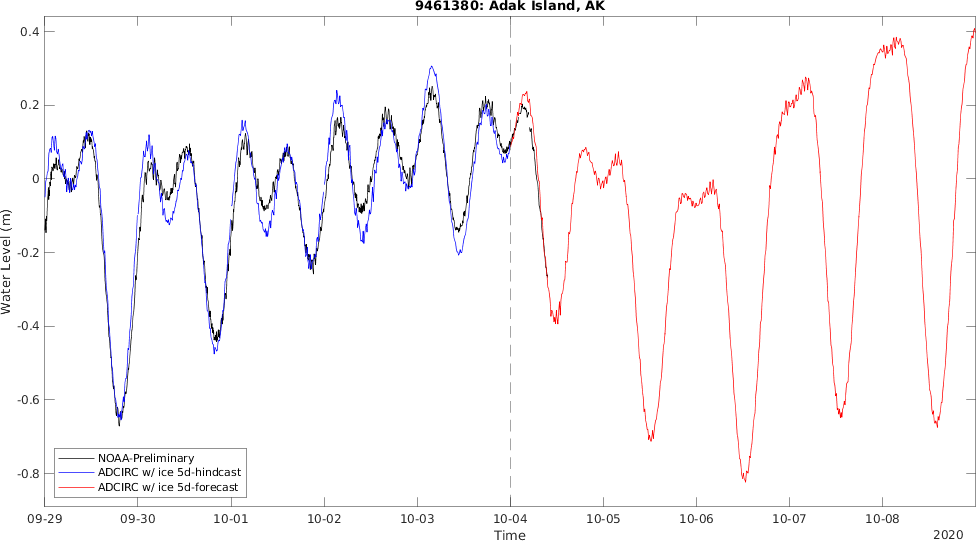 9461380: Adak Island, AK
0.4
0.2
0
-0.2
-0.4
-0.6
-0.8
Water Level (m)
NOAA-Preliminary
ADCIRC w/ ice 5d-hindcast
ADCIRC w/ ice 5d-forecast
09-29 09-30 10-01 10-02 10-03 10-04 10-05 10-06 10-07 10-08
Time
2020